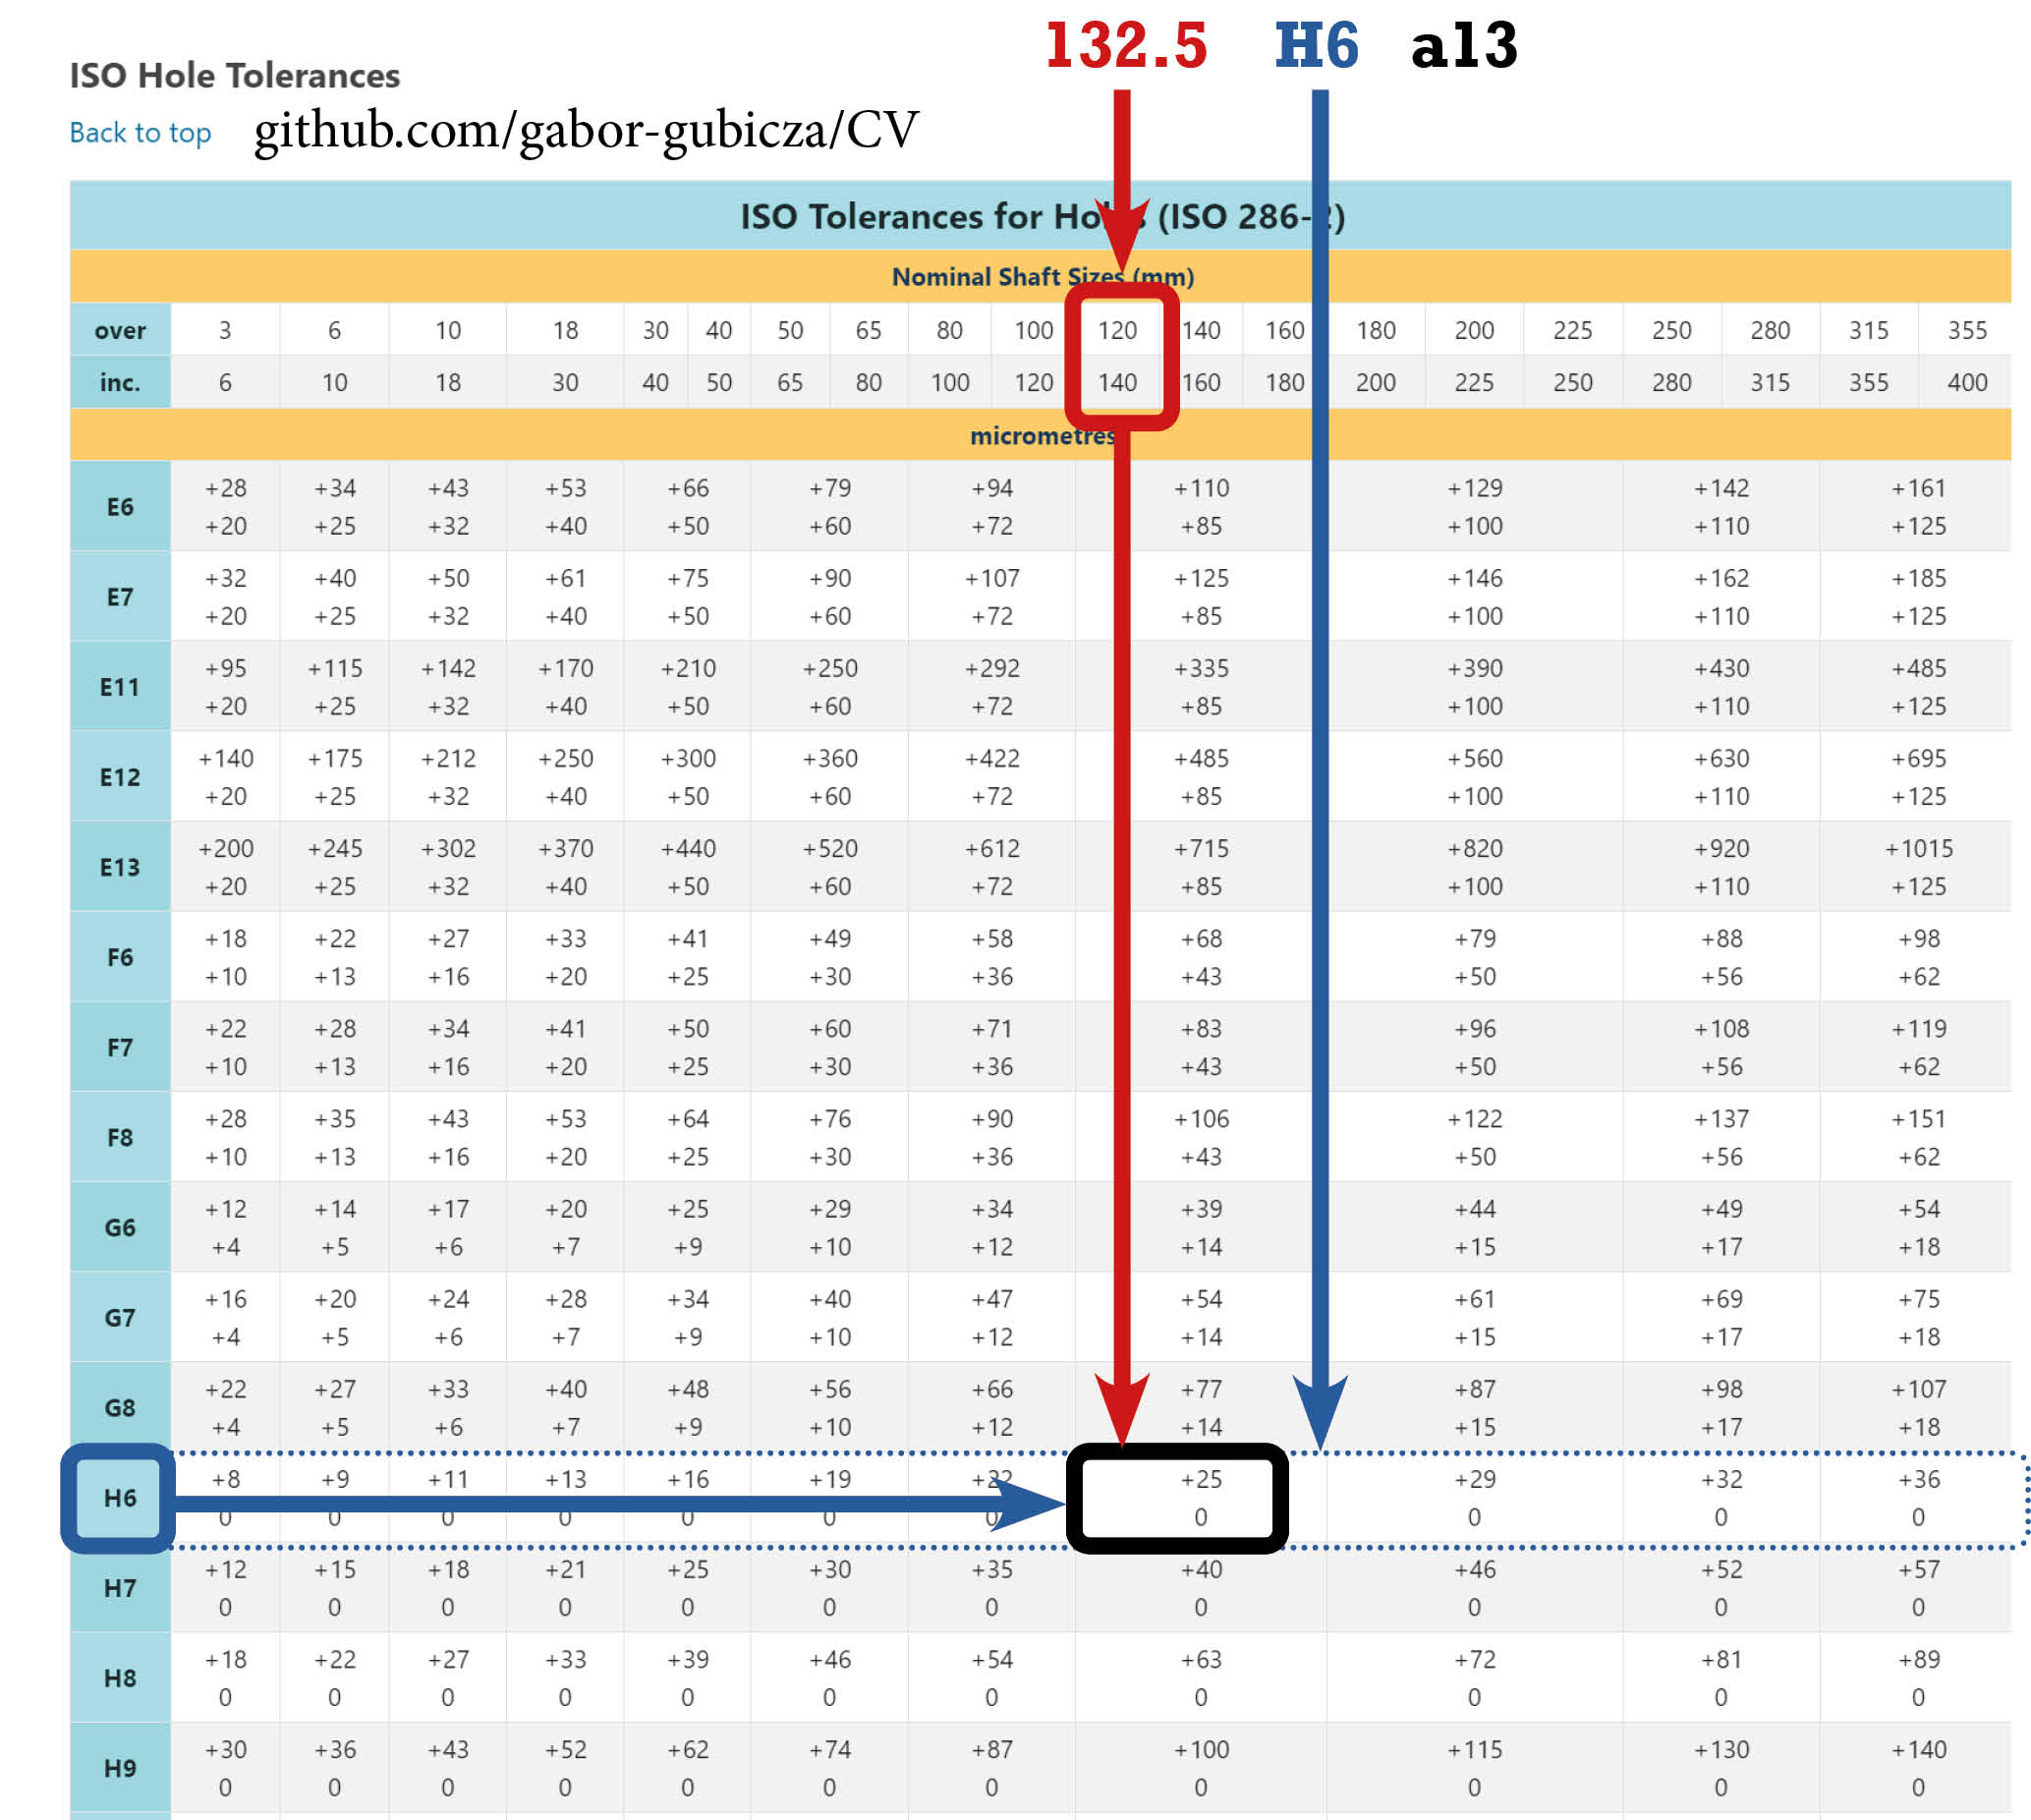 132.5 H6 a13
ISO Hole Tolerances
Back to top github.com/gabor-gubicza/CV
ISO Tolerances for Ho (ISO 286-2)
Nominal Shaft Sizes (mm)
over 3 6 10 18 30 40 50 65 80 100 120 140 160 180 200 225 250 280 315 355
inc. 6 10 18 30 40 50 65 80 100 120 140 160 180 200 225 250 280 315 355 400
micrometres
E6 +28 +34 +43 +53 +66 +79 +94 +110 +129 +142 +161
+20 +25 +32 +40 +50 +60 +72 +85 +100 +110 +125
E7 +32 +40 +50 +61 +75 +90 +107 +125 +146 +162 +185
+20 +25 +32 +40 +50 +60 +72 +85 +100 +110 +125
E11 +95 +115 +142 +170 +210 +250 +292 +335 +390 +430 +485
+20 +25 +32 +40 +50 +60 +72 +85 +100 +110 +125
E12 +140 +175 +212 +250 +300 +360 +422 +485 +560 +630 +695
+20 +25 +32 +40 +50 +60 +72 +85 +100 +110 +125
E13 +200 +245 +302 +370 +440 +520 +612 +715 +820 +920 +1015
+20 +25 +32 +40 +50 +60 +72 +85 +100 +110 +125
F6 +18 +22 +27 +33 +41 +49 +58 +68 +79 +88 +98
+10 +13 +16 +20 +25 +30 +36 +43 +50 +56 +62
F7 +22 +28 +34 +41 +50 +60 +71 +83 +96 +108 +119
+10 +13 +16 +20 +25 +30 +36 +43 +50 +56 +62
F8 +28 +35 +43 +53 +64 +76 +90 +106 +122 +137 +151
+10 +13 +16 +20 +25 +30 +36 +43 +50 +56 +62
G6 +12 +14 +17 +20 +25 +29 +34 +39 +44 +49 +54
+4 +5 +6 +7 +9 +10 +12 +14 +15 +17 +18
G7 +16 +20 +24 +28 +34 +40 +47 +54 +61 +69 +75
+4 +5 +6 +7 +9 +10 +12 +14 +15 +17 +18
G8 +22 +27 +33 +40 +48 +56 +66 +77 +87 +98 +107
+4 +5 +6 +7 +9 +10 +12 +14 +15 +17 +18
H6 +8 +9 +11 +13 +16 +19 +22 +25 +29 +32 +36
0 0 0 0 0 0 0 0 0 0 0
H7 +12 +15 +18 +21 +25 +30 +35 +40 +46 +52 +57
0 0 0 0 0 0 0 0 0 0 0
H8 +18 +22 +27 +33 +39 +46 +54 +63 +72 +81 +89
0 0 0 0 0 0 0 0 0 0 0
H9 +30 +36 +43 +52 +62 +74 +87 +100 +115 +130 +140
0 0 0 0 0 0 0 0 0 0 0